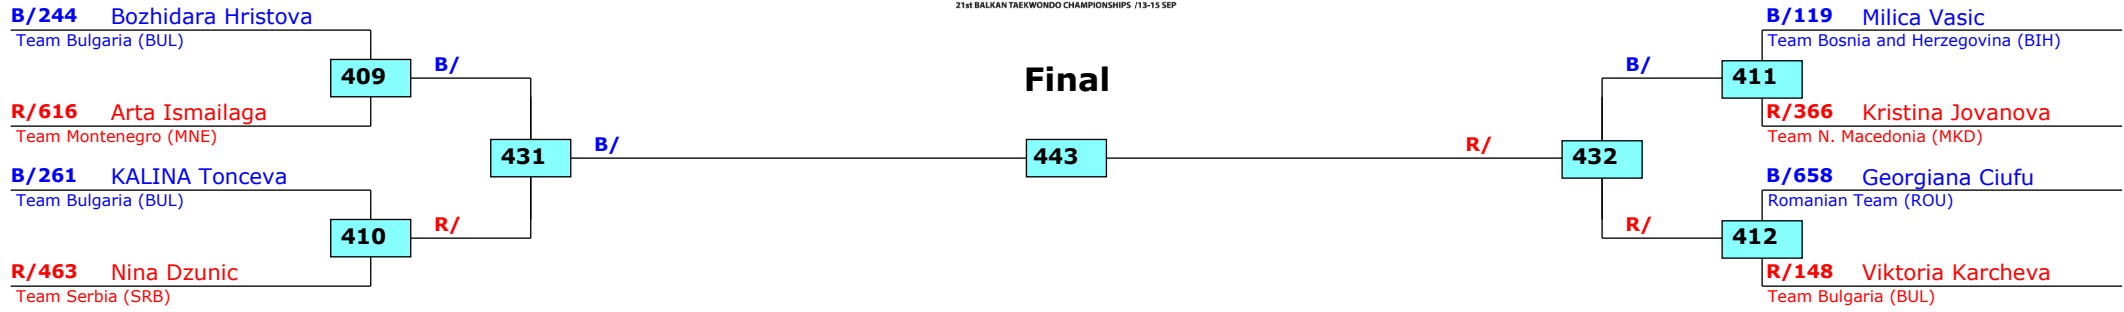 21st BALKAN TAEKWONDO CHAMPIONSHIPS /13-15 SEP
B/244 Bozhidara Hristova
Team Bulgaria (BUL)
409
B/
R/616 Arta Ismailaga
Team Montenegro (MNE)
431
B/
B/261 KALINA Tonceva
Team Bulgaria (BUL)
410
R/
R/463 Nina Dzunic
Team Serbia (SRB)
Final
443
B/119 Milica Vasic
Team Bosnia and Herzegovina (BIH)
B/
411
R/366 Kristina Jovanova
Team N. Macedonia (MKD)
R/
432
B/658 Georgiana Ciufu
Romanian Team (ROU)
R/
412
R/148 Viktoria Karcheva
Team Bulgaria (BUL)